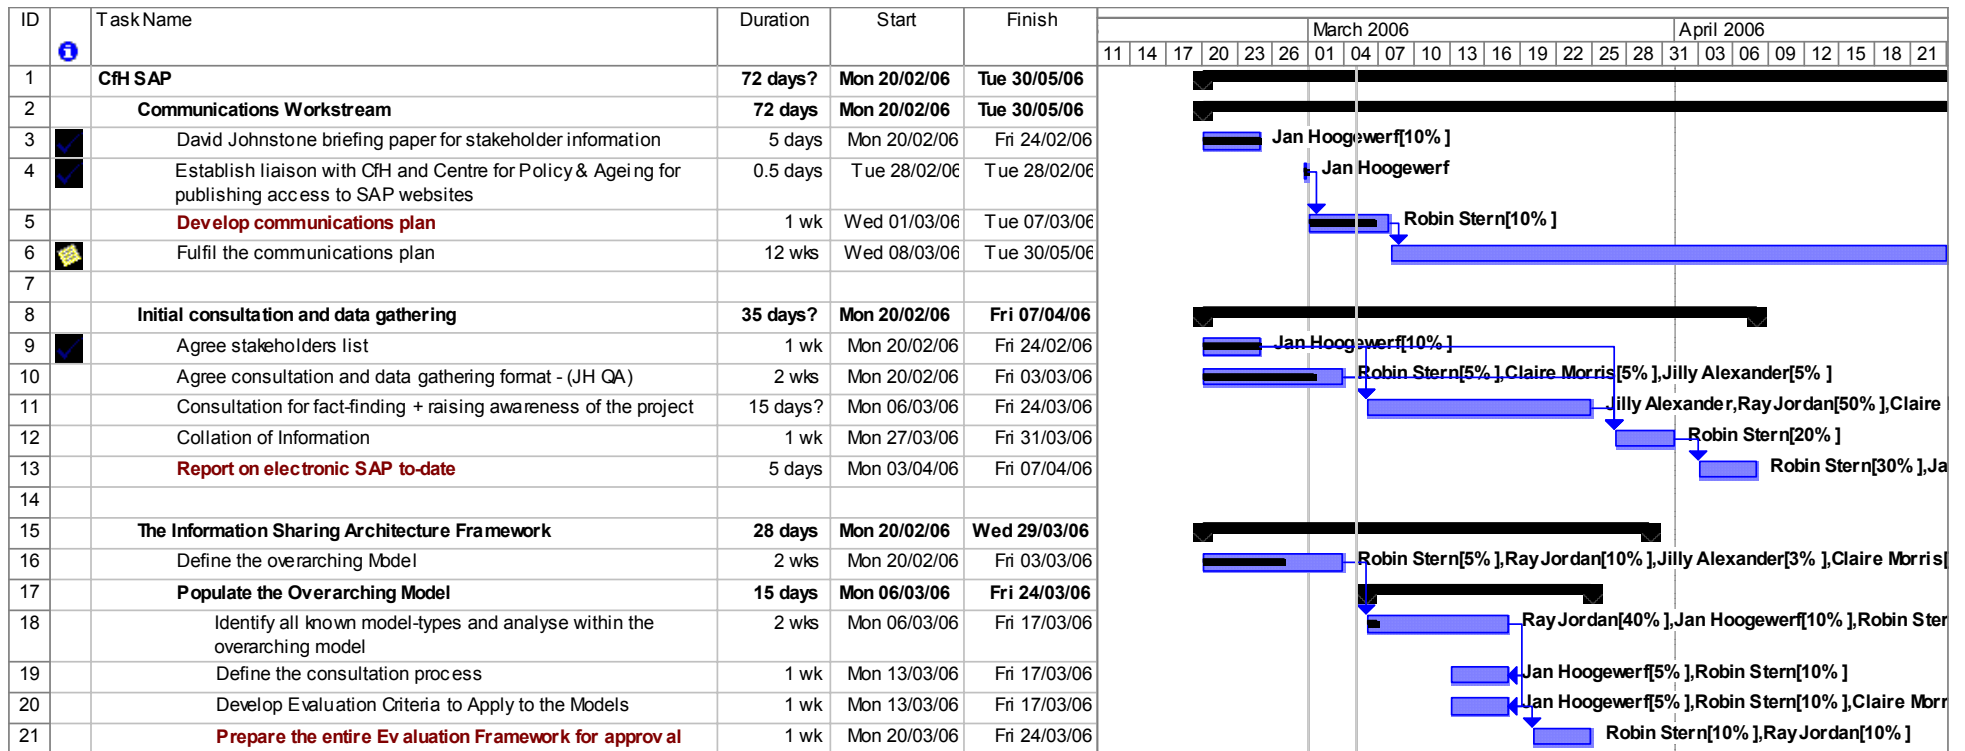 ID Task Name Duration Start Finish
March 2006 April 2006
11 14 17 20 23 26 01 04 07 10 13 16 19 22 25 28 31 03 06 09 12 15 18 21
1 CfH SAP 72 days? Mon 20/02/06 Tue 30/05/06
2 Communications Workstream 72 days Mon 20/02/06 Tue 30/05/06
3 David Johnstone briefing paper for stakeholder information 5 days Mon 20/02/06 Fri 24/02/06 Jan Hoogewerf[10% ]
4 Establish liaison with CfH and Centre for Policy & Ageing for 0.5 days Tue 28/02/06 Tue 28/02/06 Jan Hoogewerf
publishing access to SAP websites
5 Develop communications plan 1 wk Wed 01/03/06 Tue 07/03/06 Robin Stern[10% ]
6 Fulfil the communications plan 12 wks Wed 08/03/06 Tue 30/05/06
7
8 Initial consultation and data gathering 35 days? Mon 20/02/06 Fri 07/04/06
9 Agree stakeholders list 1 wk Mon 20/02/06 Fri 24/02/06 Jan Hoogewerf[10% ]
10 Agree consultation and data gathering format - (JH QA) 2 wks Mon 20/02/06 Fri 03/03/06 Robin Stern[5% ],Claire Morris[5% ],Jilly Alexander[5% ]
11 Consultation for fact-finding + raising awareness of the project 15 days? Mon 06/03/06 Fri 24/03/06 Jilly Alexander,Ray Jordan[50% ],Claire
12 Collation of Information 1 wk Mon 27/03/06 Fri 31/03/06 Robin Stern[20% ]
13 Report on electronic SAP to-date 5 days Mon 03/04/06 Fri 07/04/06 Robin Stern[30% ],Ja
14
15 The Information Sharing Architecture Framework 28 days Mon 20/02/06 Wed 29/03/06
16 Define the overarching Model 2 wks Mon 20/02/06 Fri 03/03/06 Robin Stern[5% ],Ray Jordan[10% ],Jilly Alexander[3% ],Claire Morris[
17 Populate the Overarching Model 15 days Mon 06/03/06 Fri 24/03/06
18 Identify all known model-types and analyse within the 2 wks Mon 06/03/06 Fri 17/03/06 Ray Jordan[40% ],Jan Hoogewerf[10% ],Robin Ster
overarching model
19 Define the consultation process 1 wk Mon 13/03/06 Fri 17/03/06 Jan Hoogewerf[5% ],Robin Stern[10% ]
20 Develop Evaluation Criteria to Apply to the Models 1 wk Mon 13/03/06 Fri 17/03/06 Jan Hoogewerf[5% ],Robin Stern[10% ],Claire Morr
21 Prepare the entire Evaluation Framework for approval 1 wk Mon 20/03/06 Fri 24/03/06 Robin Stern[10% ],Ray Jordan[10% ]